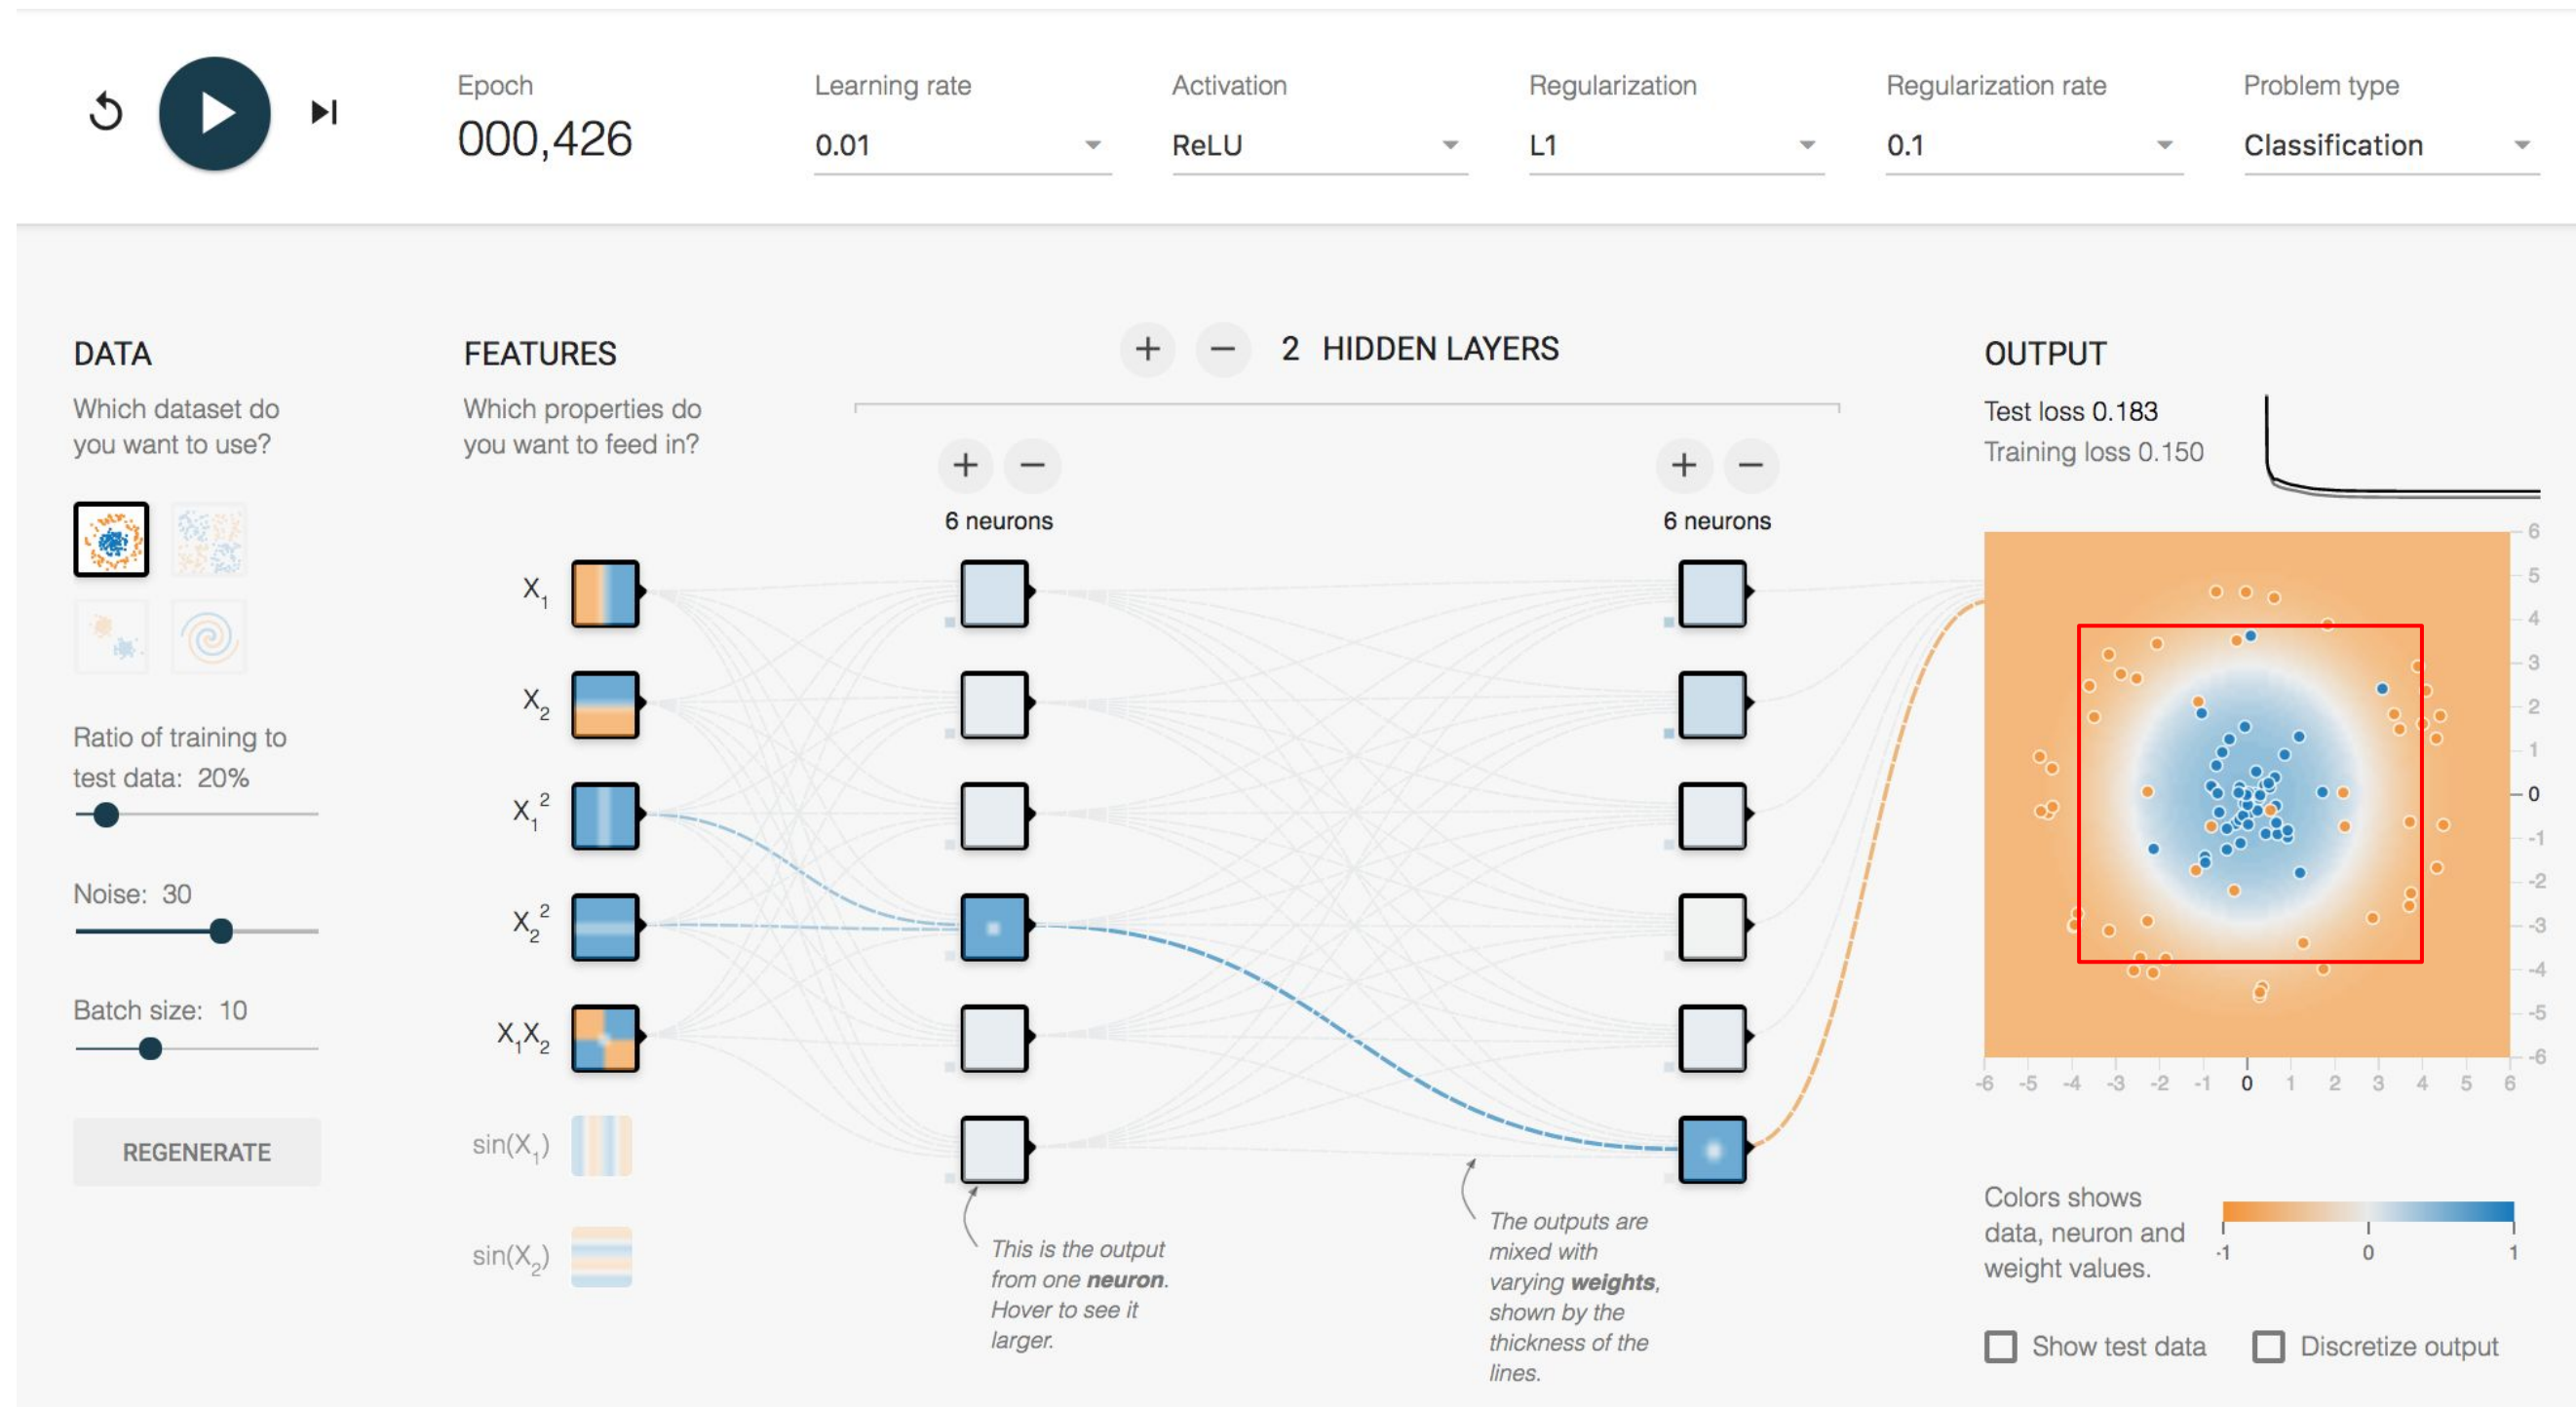 Epoch
000,426
Learning rate
0.01
Activation
ReLU
Regularization
L1
Regularization rate
0.1
Problem type
Classification
DATA
Which dataset do
you want to use?
Ratio of training to
test data: 20%
Noise: 30
Batch size: 10
REGENERATE
FEATURES
Which properties do
you want to feed in?
X1
X2
X1²
X2²
X1X2
sin(X1)
sin(X2)
+ − 2 HIDDEN LAYERS
+ −
6 neurons
+ −
6 neurons
This is the output
from one neuron.
Hover to see it
larger.
The outputs are
mixed with
varying weights,
shown by the
thickness of the
lines.
OUTPUT
Test loss 0.183
Training loss 0.150
6
5
4
3
2
1
0
-1
-2
-3
-4
-5
-6
-6 -5 -4 -3 -2 -1 0 1 2 3 4 5 6
Colors shows
data, neuron and
weight values.
-1 0 1
Show test data
Discretize output